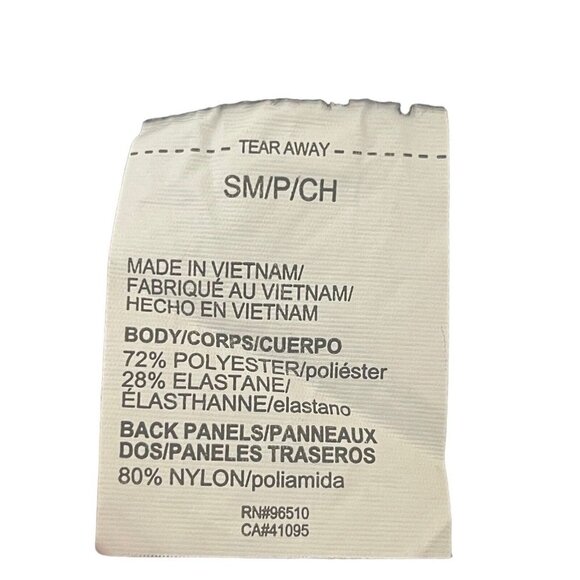 TEAR AWAY
SM/P/CH
MADE IN VIETNAM/
FABRIQUÉ AU VIETNAM/
HECHO EN VIETNAM
BODY/CORPS/CUERPO
72% POLYESTER/poliéster
28% ELASTANE/
ÉLASTHANNE/elastano
BACK PANELS/PANNEAUX
DOS/PANELES TRASEROS
80% NYLON/poliamida
RN#96510
CA#41095